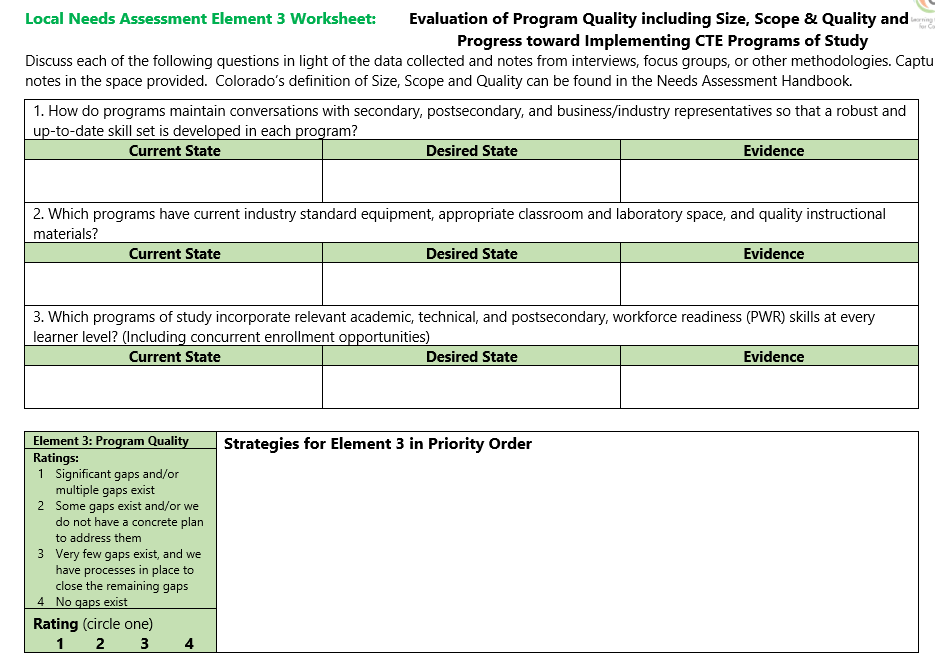 Local Needs Assessment Element 3 Worksheet: Evaluation of Program Quality including Size, Scope & Quality and
Progress toward Implementing CTE Programs of Study
Discuss each of the following questions in light of the data collected and notes from interviews, focus groups, or other methodologies. Captu
notes in the space provided. Colorado's definition of Size, Scope and Quality can be found in the Needs Assessment Handbook.
1. How do programs maintain conversations with secondary, postsecondary, and business/industry representatives so that a robust and
up-to-date skill set is developed in each program?
Current State Desired State Evidence
2. Which programs have current industry standard equipment, appropriate classroom and laboratory space, and quality instructional
materials?
Current State Desired State Evidence
3. Which programs of study incorporate relevant academic, technical, and postsecondary, workforce readiness (PWR) skills at every
learner level? (Including concurrent enrollment opportunities)
Current State Desired State Evidence
Element 3: Program Quality
Ratings:
1 Significant gaps and/or
multiple gaps exist
2 Some gaps exist and/or we
do not have a concrete plan
to address them
3 Very few gaps exist, and we
have processes in place to
close the remaining gaps
4 No gaps exist
Rating (circle one)
1 2 3 4
Strategies for Element 3 in Priority Order